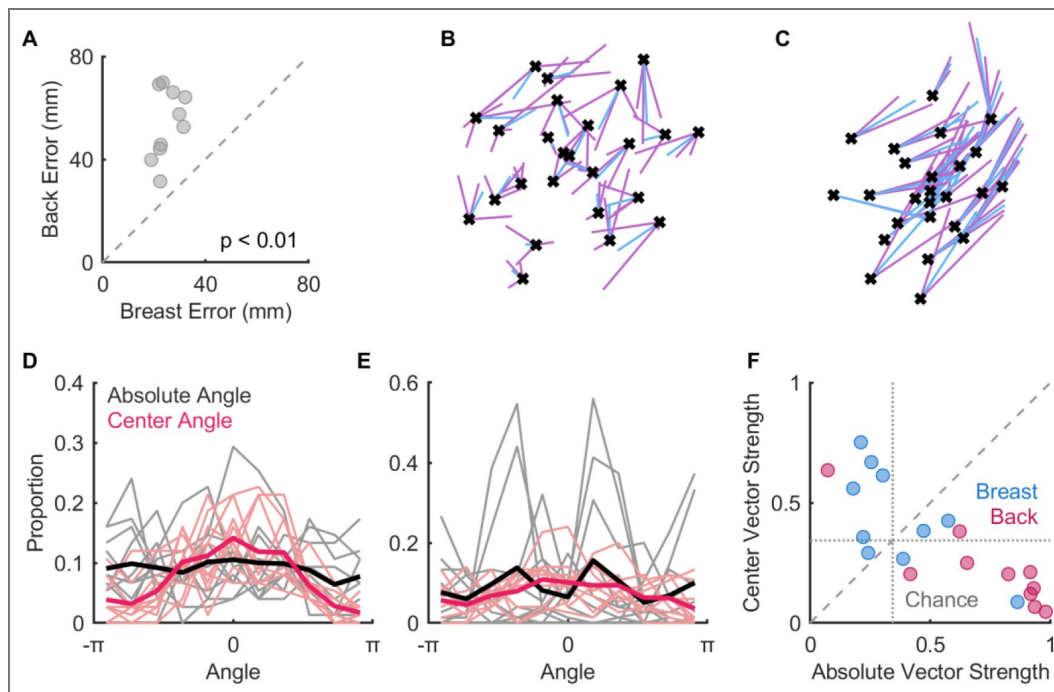 A
80
40
0
Back Error (mm)
p < 0.01
0
40
80
Breast Error (mm)
B
C
D
0.4
0.3
0.2
0.1
0
Proportion
Absolute Angle
Center Angle
-π
0
π
Angle
E
0.6
0.4
0.2
0
-π
0
π
Angle
F
1
0.5
0
Center Vector Strength
Breast
Back
Chance
0
0.5
1
Absolute Vector Strength